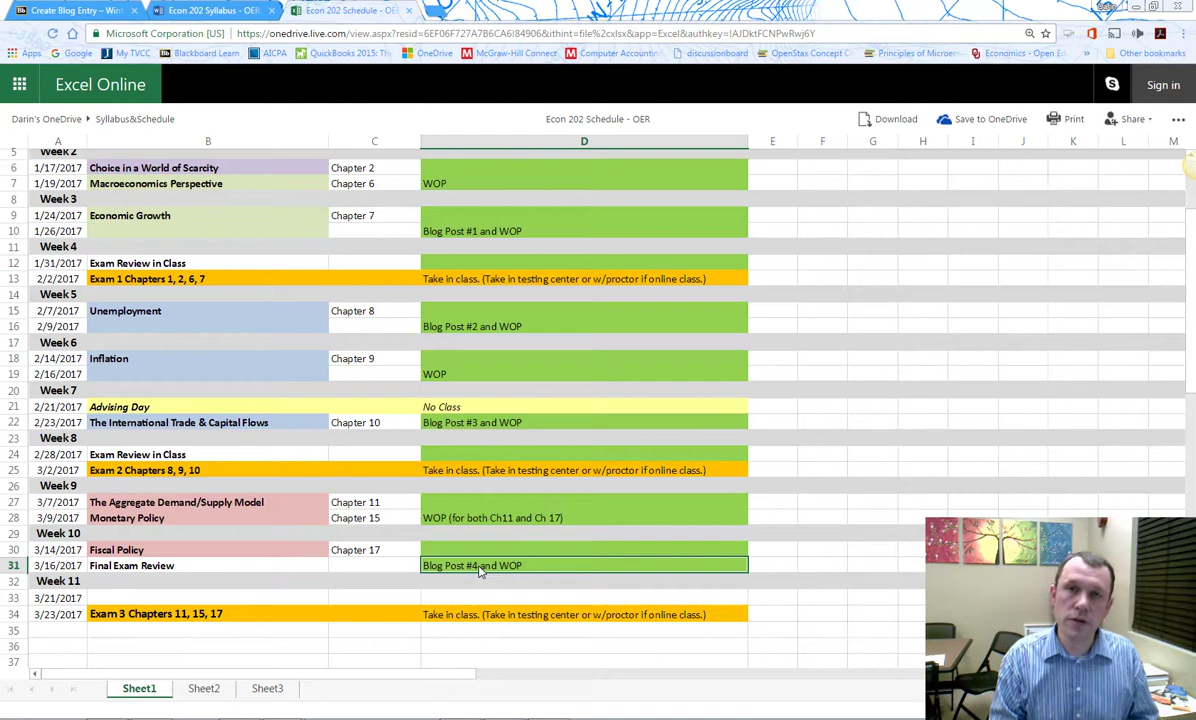 Create Blog Entry – Win
Econ 202 Syllabus - OER
Econ 202 Schedule - OE
Microsoft Corporation [US]
https://onedrive.live.com/view.aspx?resid=6EF06F727A7B6CA6!84906&ithint=file%2cxlsx&app=Excel&authkey=!AJDktFCNPwRwj6Y
Apps Google My TVCC Blackboard Learn AICPA QuickBooks 2015: Th OneDrive McGraw-Hill Connect Computer Accountin discussionboard OpenStax Concept C Principles of Microe Economics - Open Ed » Other bookmarks
Excel Online
Sign in
Darin's OneDrive ▸ Syllabus&Schedule
Econ 202 Schedule - OER
Download Save to OneDrive Print Share
A B C D E F G H I J K L M
5 Week 2
6 1/17/2017 Choice in a World of Scarcity Chapter 2
7 1/19/2017 Macroeconomics Perspective Chapter 6 WOP
8 Week 3
9 1/24/2017 Economic Growth Chapter 7
10 1/26/2017 Blog Post #1 and WOP
11 Week 4
12 1/31/2017 Exam Review in Class
13 2/2/2017 Exam 1 Chapters 1, 2, 6, 7 Take in class. (Take in testing center or w/proctor if online class.)
14 Week 5
15 2/7/2017 Unemployment Chapter 8
16 2/9/2017 Blog Post #2 and WOP
17 Week 6
18 2/14/2017 Inflation Chapter 9
19 2/16/2017 WOP
20 Week 7
21 2/21/2017 Advising Day No Class
22 2/23/2017 The International Trade & Capital Flows Chapter 10 Blog Post #3 and WOP
23 Week 8
24 2/28/2017 Exam Review in Class
25 3/2/2017 Exam 2 Chapters 8, 9, 10 Take in class. (Take in testing center or w/proctor if online class.)
26 Week 9
27 3/7/2017 The Aggregate Demand/Supply Model Chapter 11
28 3/9/2017 Monetary Policy Chapter 15 WOP (for both Ch11 and Ch 17)
29 Week 10
30 3/14/2017 Fiscal Policy Chapter 17
31 3/16/2017 Final Exam Review Blog Post #4 and WOP
32 Week 11
33 3/21/2017
34 3/23/2017 Exam 3 Chapters 11, 15, 17 Take in class. (Take in testing center or w/proctor if online class.)
35
36
37
Sheet1 Sheet2 Sheet3